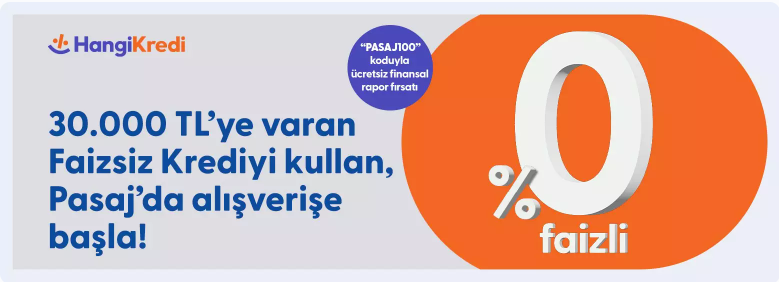 HangiKredi
"PASAJ100"
koduyla
ücretsiz finansal
rapor fırsatı
30.000 TL'ye varan
Faizsiz Krediyi kullan,
Pasaj'da alışverişe
başla!
%0
faizli